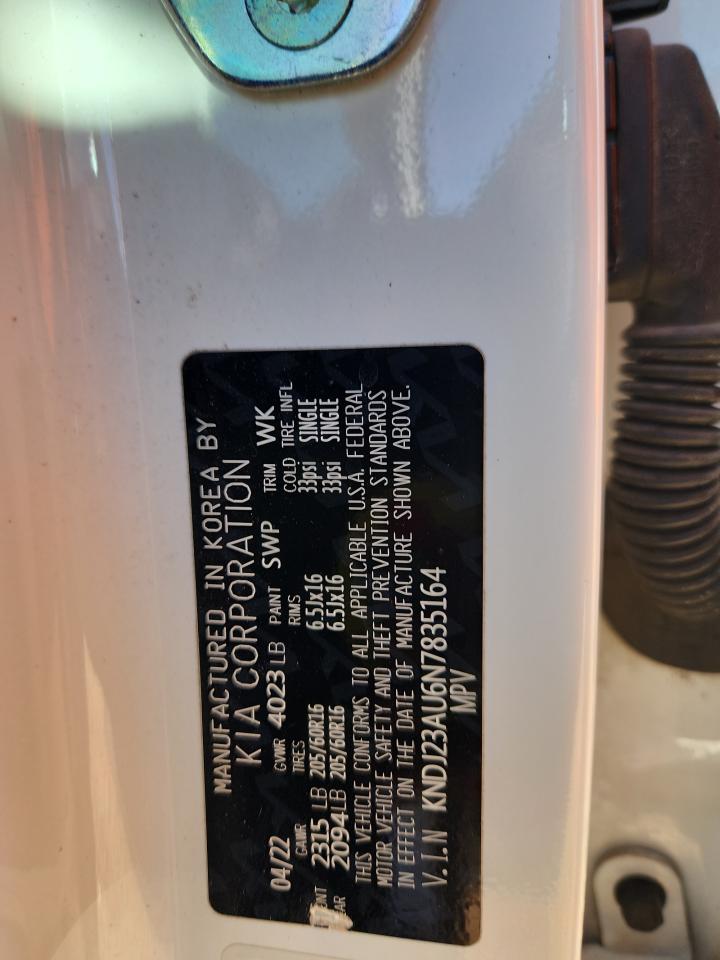 MANUFACTURED IN KOREA BY
KIA CORPORATION
04/22 GVWR 4023 LB PAINT SWP TRIM WK
GAWR TIRES RIMS COLD TIRE INFL
2315 LB 205/60R16 6.5Jx16 33psi SINGLE
2094 LB 205/60R16 6.5Jx16 33psi SINGLE
THIS VEHICLE CONFORMS TO ALL APPLICABLE U.S.A. FEDERAL
MOTOR VEHICLE SAFETY AND THEFT PREVENTION STANDARDS
IN EFFECT ON THE DATE OF MANUFACTURE SHOWN ABOVE.
V.I.N KNDJ23AU6N7835164
MPV